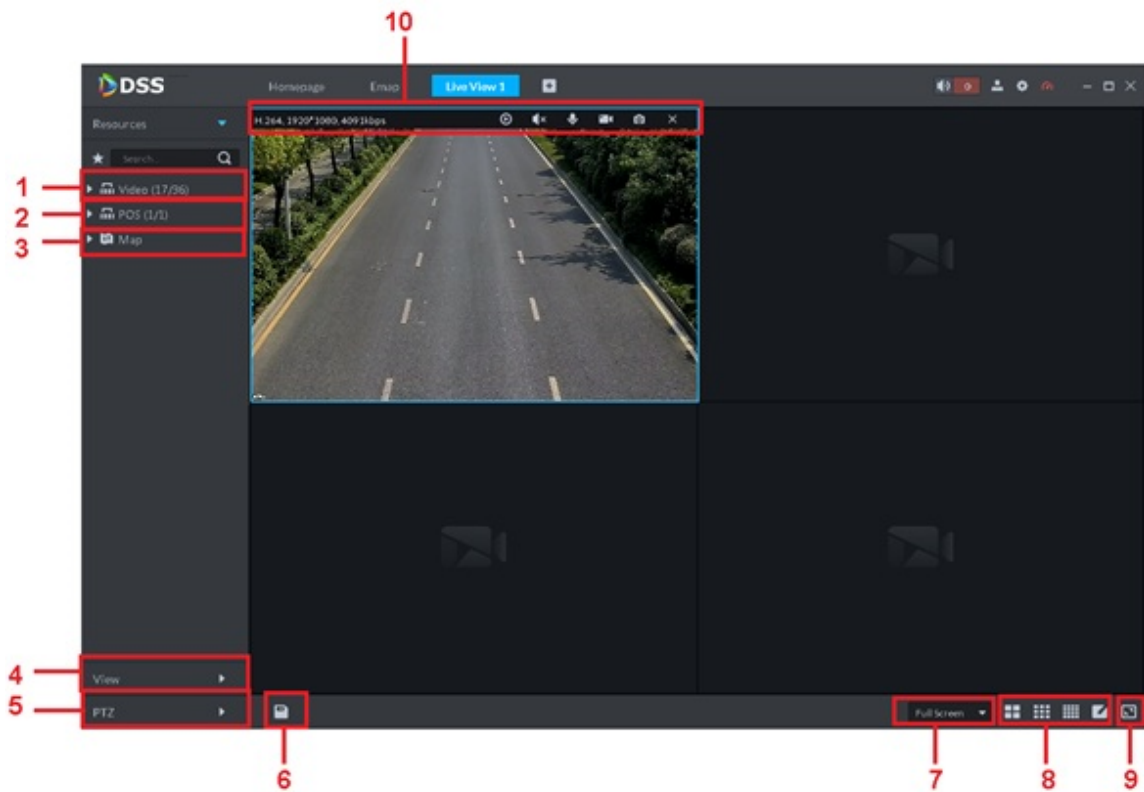 10
DSS
Homepage
Emap
Live View 1
H.264, 1920*1080, 4091kbps
Resources
Search...
1
Video (17/36)
2
POS (1/1)
3
Map
4
View
5
PTZ
Full Screen
6
7
8
9